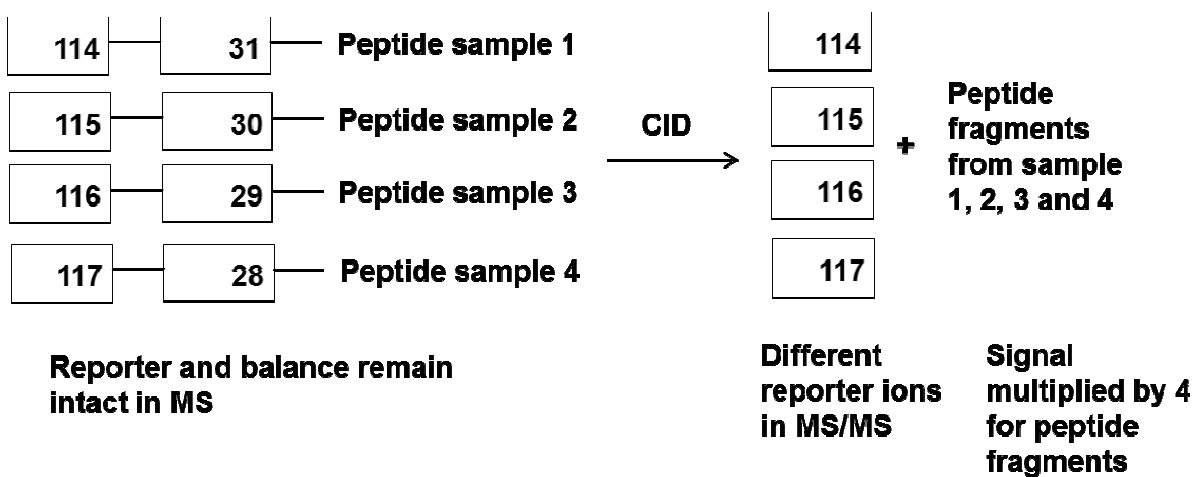 114 31 Peptide sample 1
115 30 Peptide sample 2
116 29 Peptide sample 3
117 28 Peptide sample 4
Reporter and balance remain
intact in MS
CID
114
115
116
117
+
Peptide
fragments
from sample
1, 2, 3 and 4
Different
reporter ions
in MS/MS
Signal
multiplied by 4
for peptide
fragments